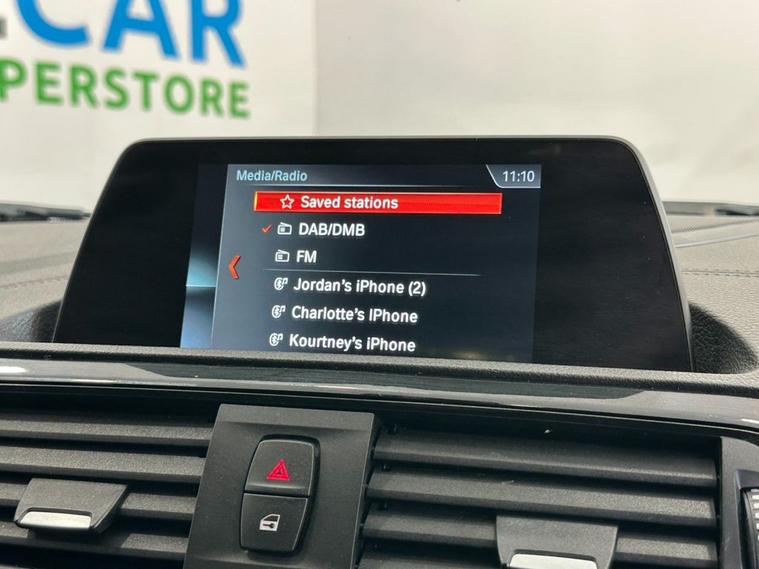 CAR
PERSTORE
Media/Radio
11:10
Saved stations
DAB/DMB
FM
Jordan's iPhone (2)
Charlotte's IPhone
Kourtney's iPhone